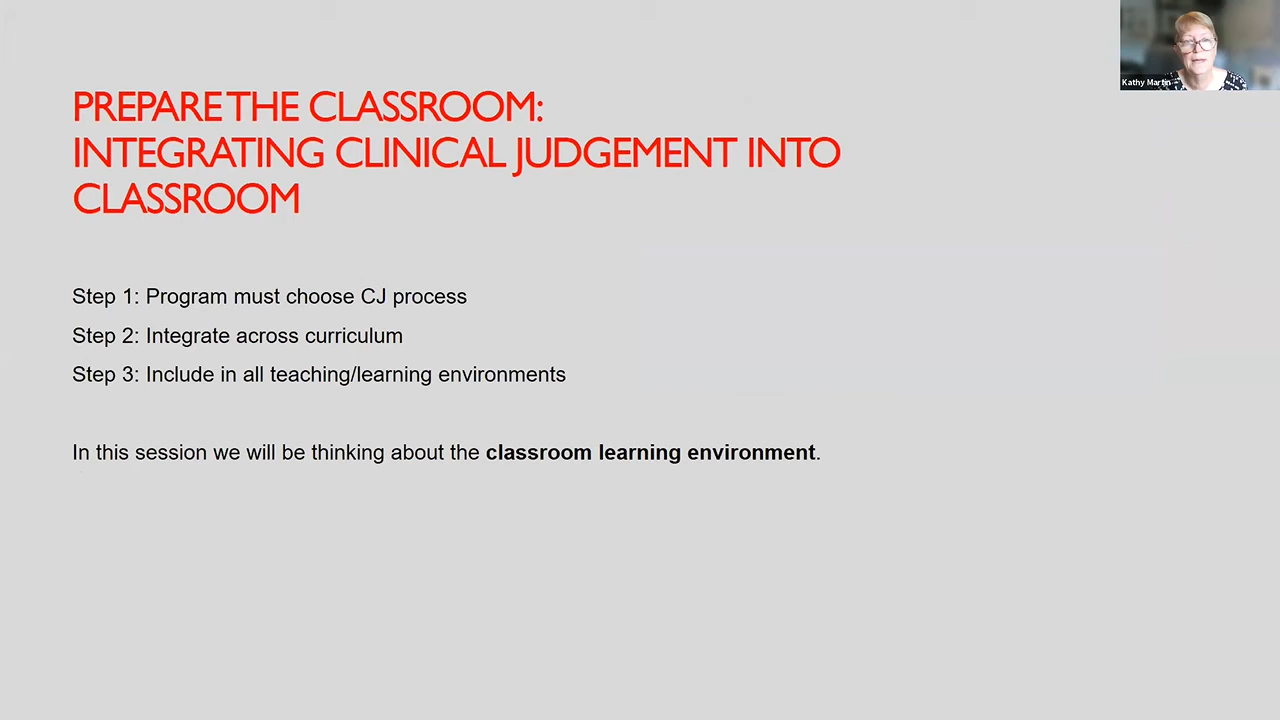 PREPARE THE CLASSROOM:
INTEGRATING CLINICAL JUDGEMENT INTO
CLASSROOM
Step 1: Program must choose CJ process
Step 2: Integrate across curriculum
Step 3: Include in all teaching/learning environments
In this session we will be thinking about the classroom learning environment.
Kathy Martin